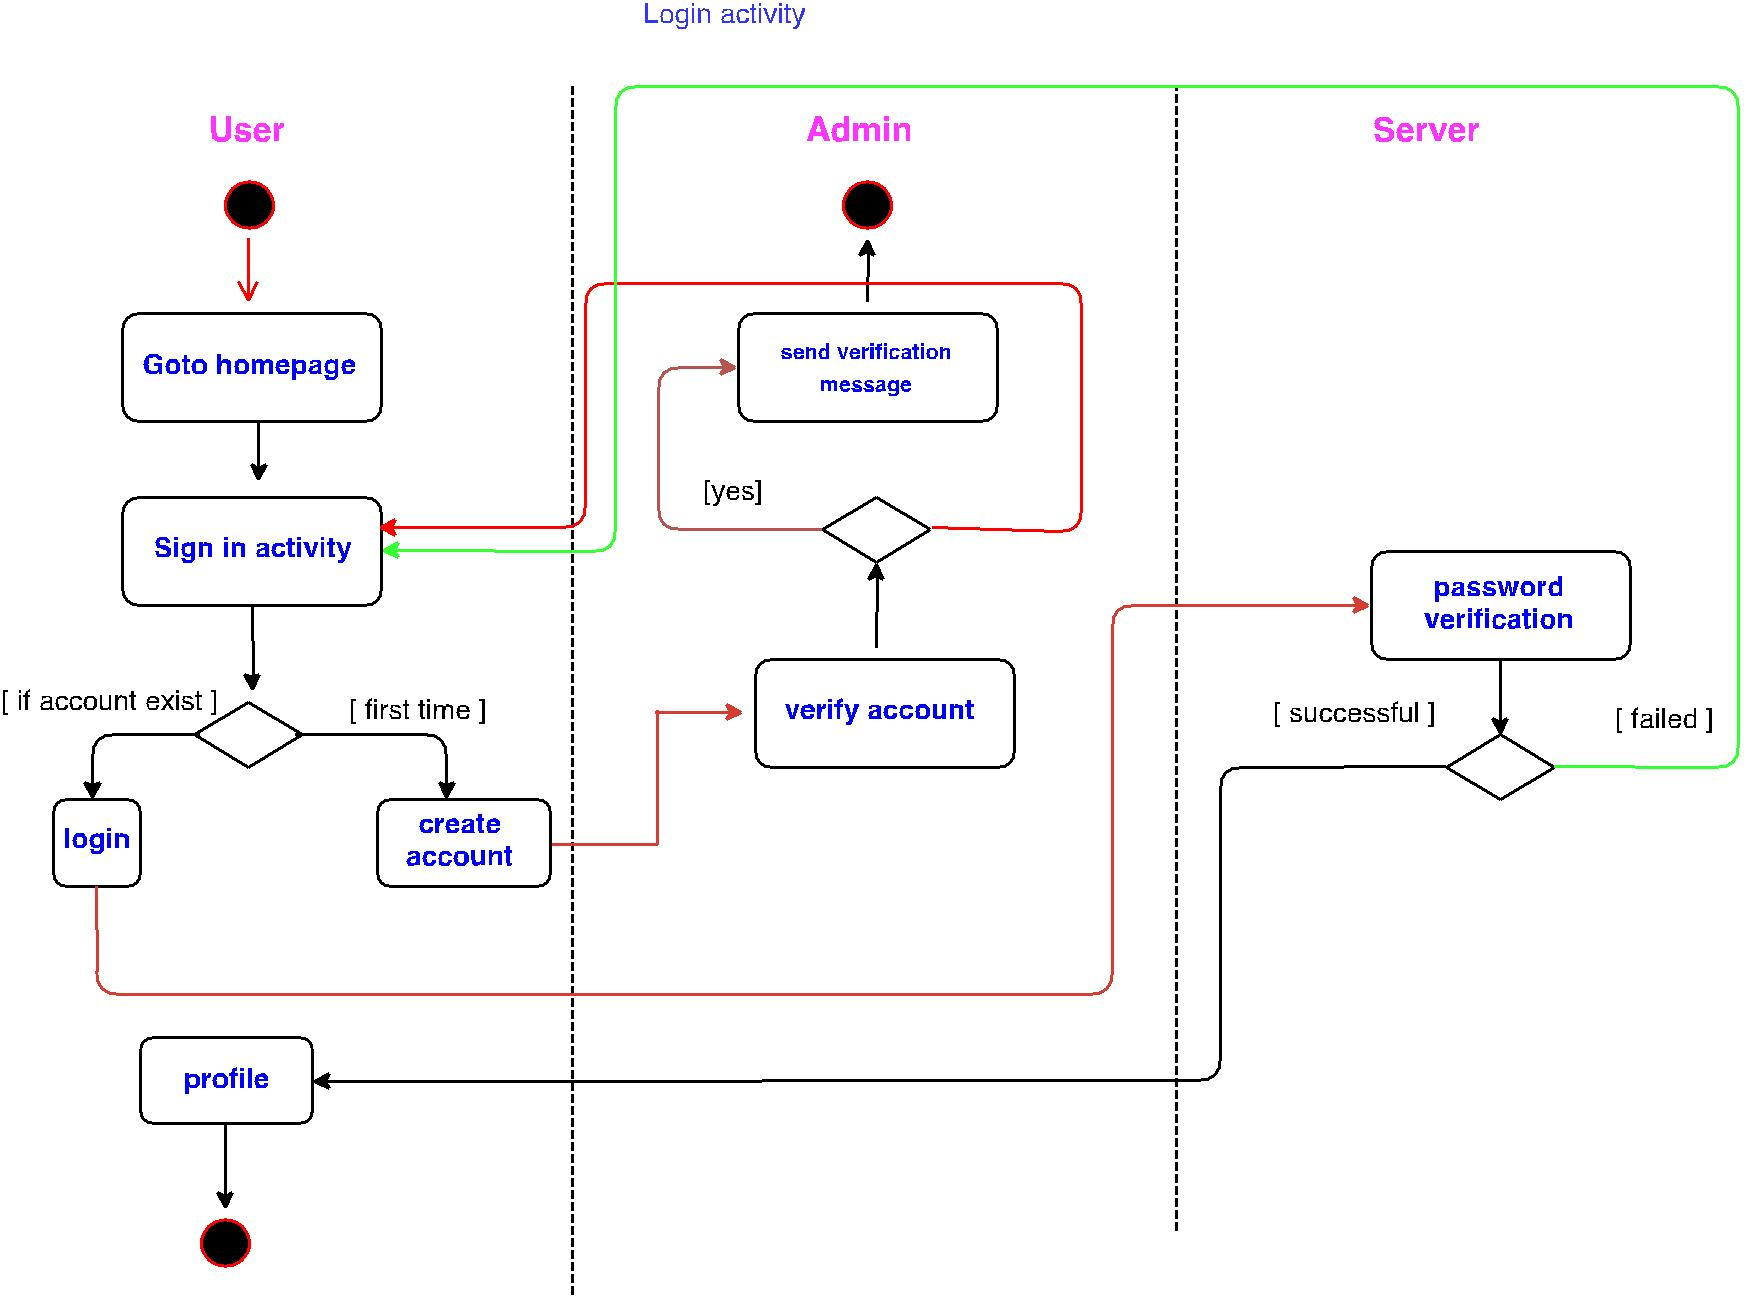 Login activity
User
Admin
Server
Goto homepage
send verification
message
[yes]
Sign in activity
password
verification
[ if account exist ]
[ first time ]
verify account
[ successful ]
[ failed ]
login
create
account
profile